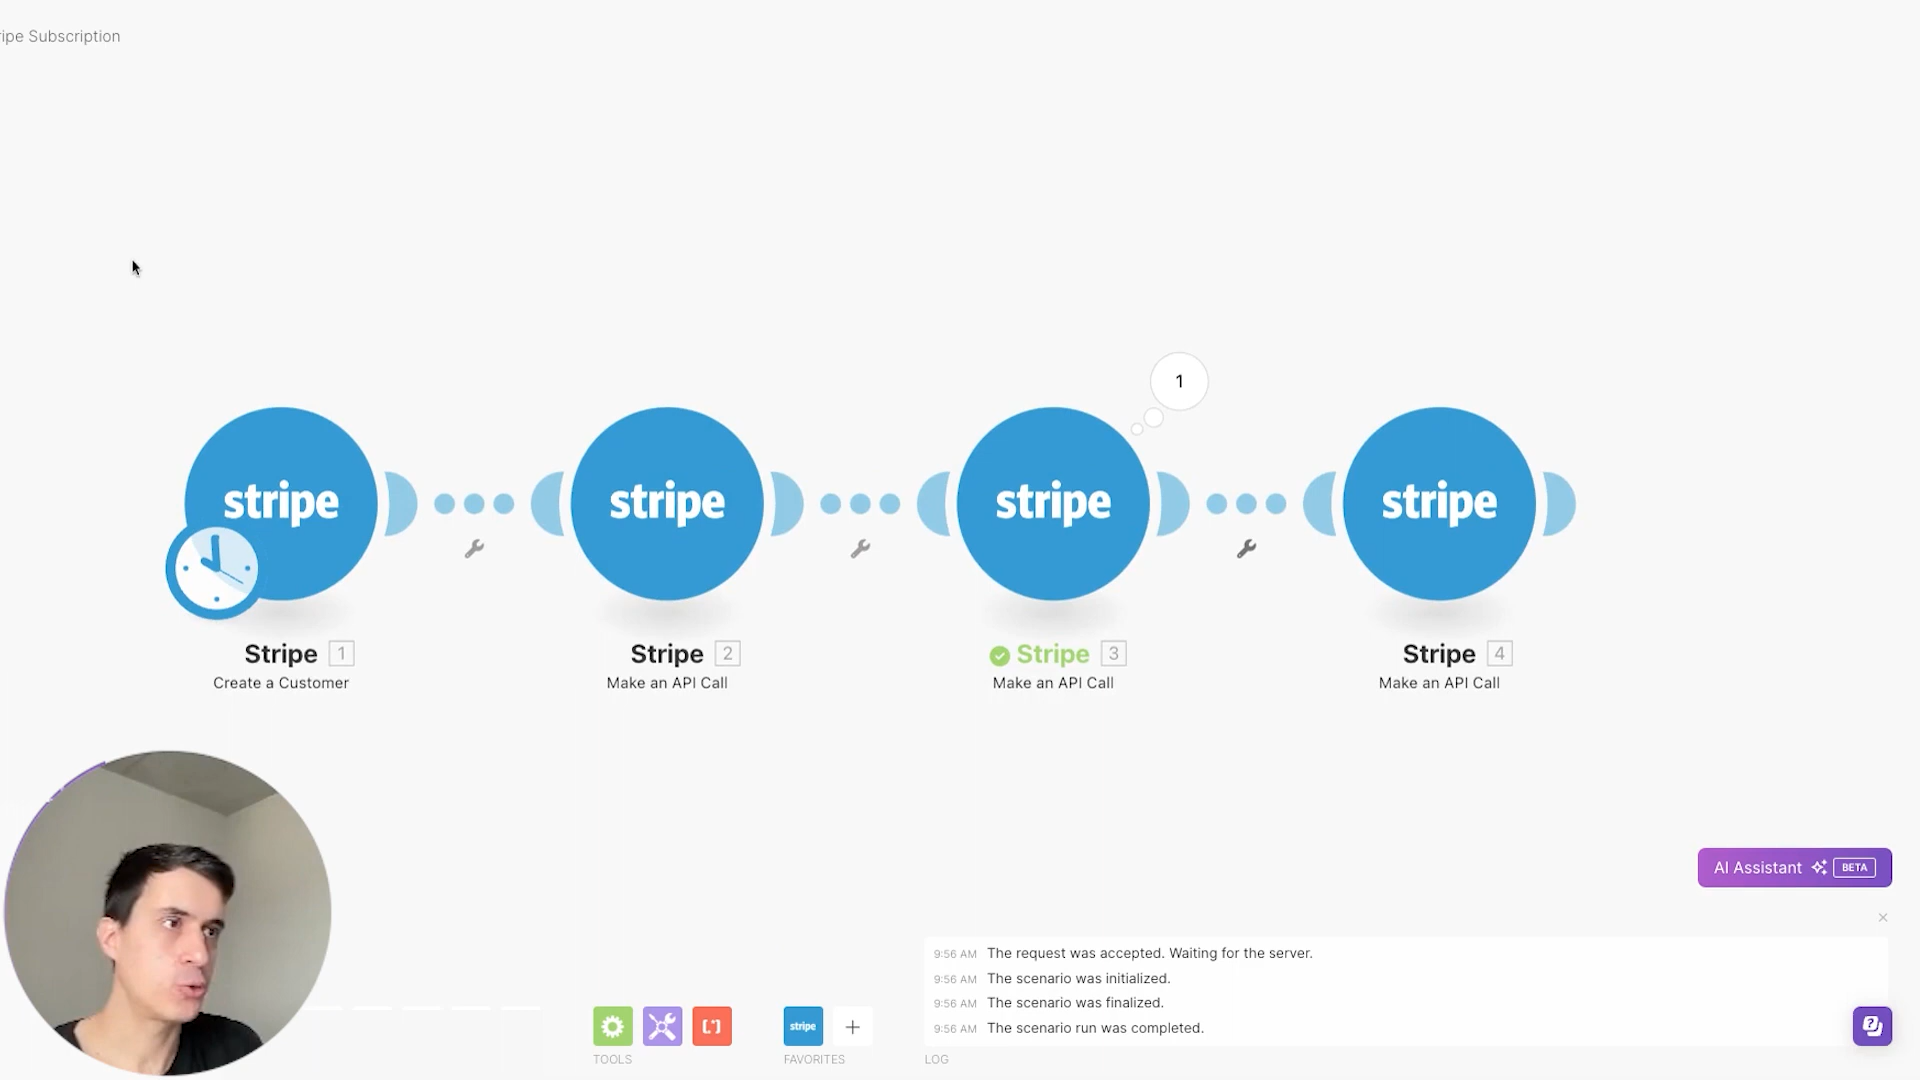 ipe Subscription
1
stripe stripe stripe stripe
Stripe 1
Create a Customer
Stripe 2
Make an API Call
Stripe 3
Make an API Call
Stripe 4
Make an API Call
AI Assistant BETA
9:56 AM The request was accepted. Waiting for the server.
9:56 AM The scenario was initialized.
9:56 AM The scenario was finalized.
9:56 AM The scenario run was completed.
stripe
TOOLS
FAVORITES
LOG